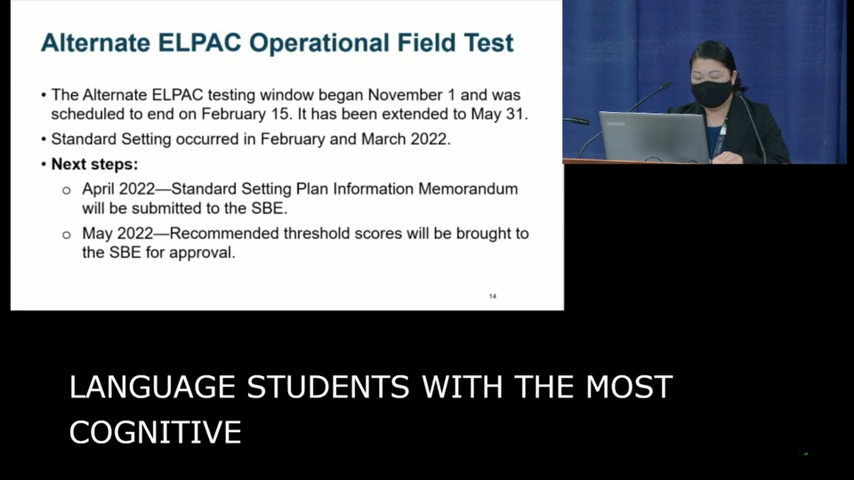 Alternate ELPAC Operational Field Test
• The Alternate ELPAC testing window began November 1 and was
scheduled to end on February 15. It has been extended to May 31.
• Standard Setting occurred in February and March 2022.
• Next steps:
o April 2022—Standard Setting Plan Information Memorandum
will be submitted to the SBE.
o May 2022—Recommended threshold scores will be brought to
the SBE for approval.
14
LANGUAGE STUDENTS WITH THE MOST
COGNITIVE